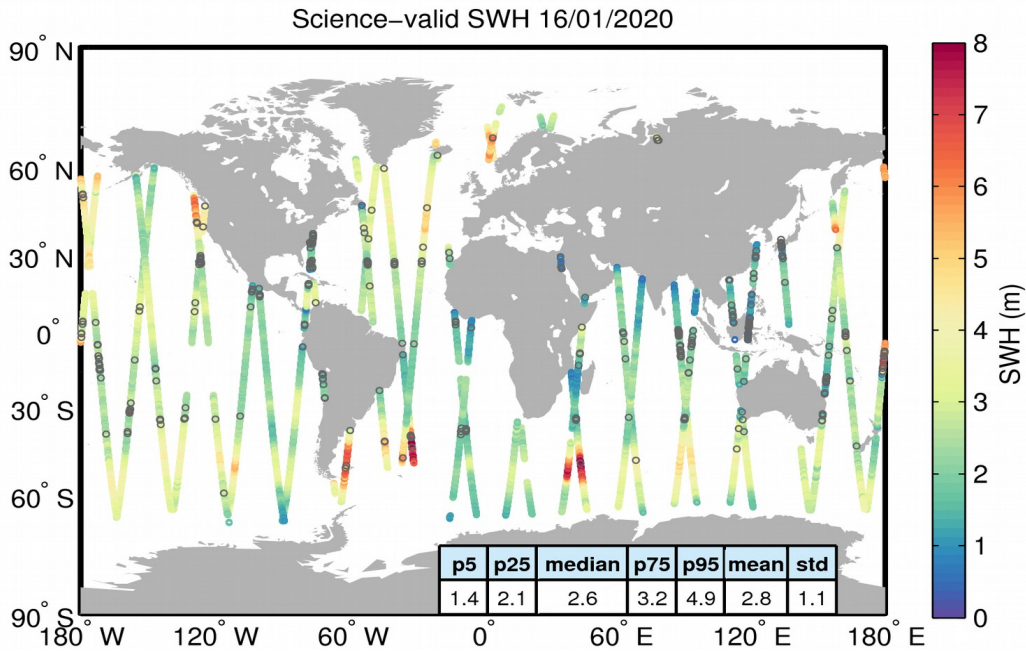 Science-valid SWH 16/01/2020
90° N
60° N
30° N
0°
30° S
60° S
90° S
180° W
120° W
60° W
0°
60° E
120° E
180° E
8
7
6
5
4
3
2
1
0
SWH (m)
p5 p25 median p75 p95 mean std
1.4 2.1 2.6 3.2 4.9 2.8 1.1